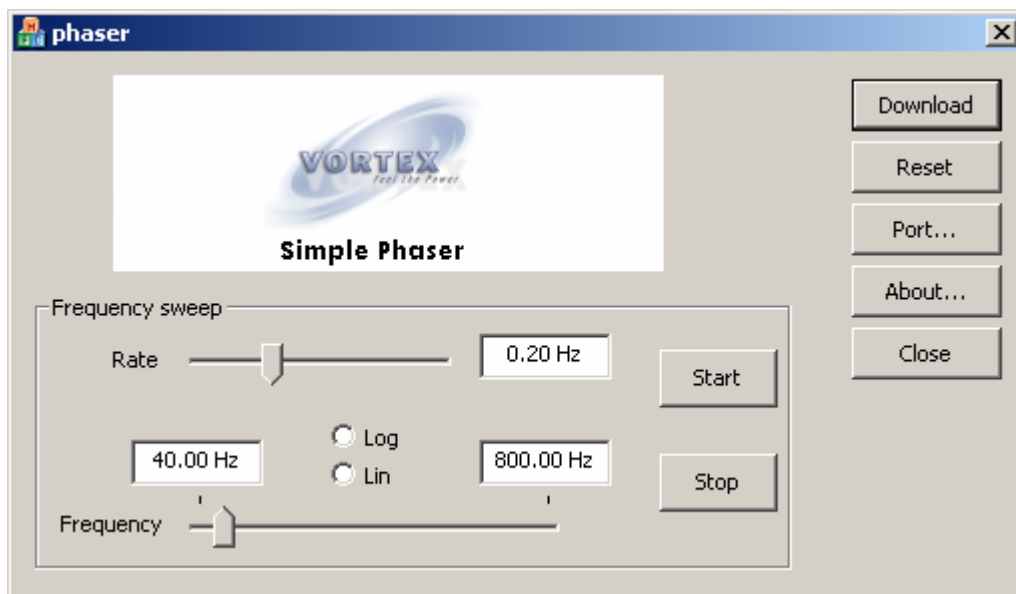 phaser
VORTEX
Feel the Power
Simple Phaser
Download
Reset
Port...
About...
Close
Frequency sweep
Rate
0.20 Hz
Start
40.00 Hz
Log
Lin
800.00 Hz
Stop
Frequency